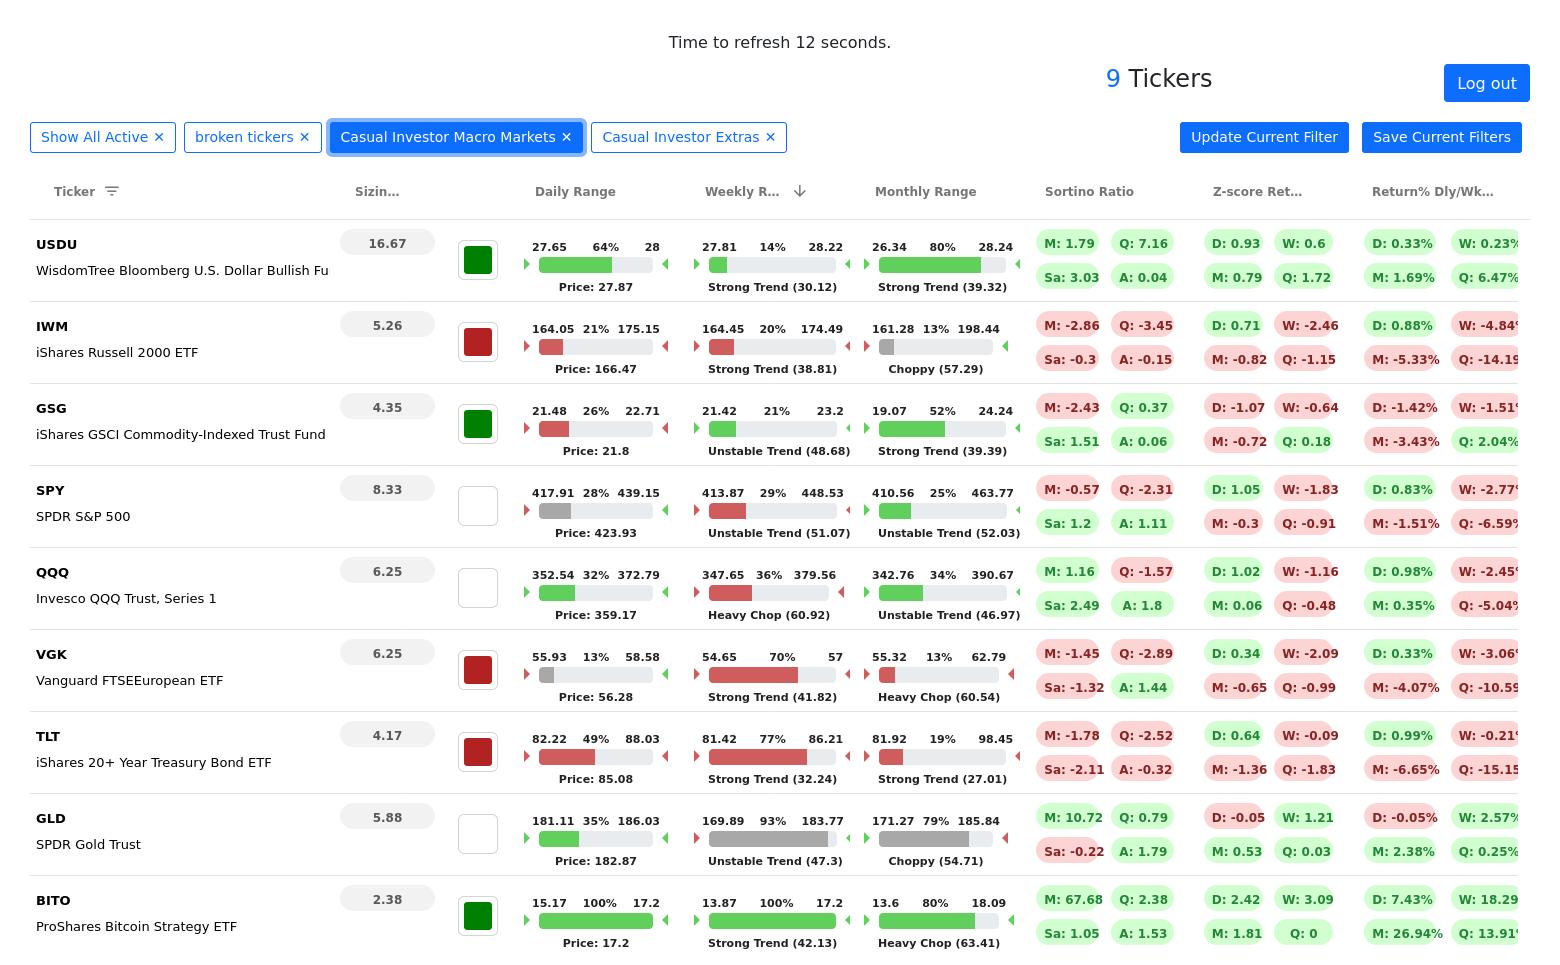 Time to refresh 12 seconds.
9 Tickers
Log out
Show All Active ✕ broken tickers ✕ Casual Investor Macro Markets ✕ Casual Investor Extras ✕ Update Current Filter Save Current Filters
Ticker Sizin… Daily Range Weekly R… Monthly Range Sortino Ratio Z-score Ret… Return% Dly/Wk…
USDU 16.67 27.65 64% 28 27.81 14% 28.22 26.34 80% 28.24 M: 1.79 Q: 7.16 D: 0.93 W: 0.6 D: 0.33% W: 0.23%
WisdomTree Bloomberg U.S. Dollar Bullish Fu Price: 27.87 Strong Trend (30.12) Strong Trend (39.32) Sa: 3.03 A: 0.04 M: 0.79 Q: 1.72 M: 1.69% Q: 6.47%
IWM 5.26 164.05 21% 175.15 164.45 20% 174.49 161.28 13% 198.44 M: -2.86 Q: -3.45 D: 0.71 W: -2.46 D: 0.88% W: -4.84%
iShares Russell 2000 ETF Price: 166.47 Strong Trend (38.81) Choppy (57.29) Sa: -0.3 A: -0.15 M: -0.82 Q: -1.15 M: -5.33% Q: -14.19
GSG 4.35 21.48 26% 22.71 21.42 21% 23.2 19.07 52% 24.24 M: -2.43 Q: 0.37 D: -1.07 W: -0.64 D: -1.42% W: -1.51%
iShares GSCI Commodity-Indexed Trust Fund Price: 21.8 Unstable Trend (48.68) Strong Trend (39.39) Sa: 1.51 A: 0.06 M: -0.72 Q: 0.18 M: -3.43% Q: 2.04%
SPY 8.33 417.91 28% 439.15 413.87 29% 448.53 410.56 25% 463.77 M: -0.57 Q: -2.31 D: 1.05 W: -1.83 D: 0.83% W: -2.77%
SPDR S&P 500 Price: 423.93 Unstable Trend (51.07) Unstable Trend (52.03) Sa: 1.2 A: 1.11 M: -0.3 Q: -0.91 M: -1.51% Q: -6.59%
QQQ 6.25 352.54 32% 372.79 347.65 36% 379.56 342.76 34% 390.67 M: 1.16 Q: -1.57 D: 1.02 W: -1.16 D: 0.98% W: -2.45%
Invesco QQQ Trust, Series 1 Price: 359.17 Heavy Chop (60.92) Unstable Trend (46.97) Sa: 2.49 A: 1.8 M: 0.06 Q: -0.48 M: 0.35% Q: -5.04%
VGK 6.25 55.93 13% 58.58 54.65 70% 57 55.32 13% 62.79 M: -1.45 Q: -2.89 D: 0.34 W: -2.09 D: 0.33% W: -3.06%
Vanguard FTSEEuropean ETF Price: 56.28 Strong Trend (41.82) Heavy Chop (60.54) Sa: -1.32 A: 1.44 M: -0.65 Q: -0.99 M: -4.07% Q: -10.59
TLT 4.17 82.22 49% 88.03 81.42 77% 86.21 81.92 19% 98.45 M: -1.78 Q: -2.52 D: 0.64 W: -0.09 D: 0.99% W: -0.21%
iShares 20+ Year Treasury Bond ETF Price: 85.08 Strong Trend (32.24) Strong Trend (27.01) Sa: -2.11 A: -0.32 M: -1.36 Q: -1.83 M: -6.65% Q: -15.15
GLD 5.88 181.11 35% 186.03 169.89 93% 183.77 171.27 79% 185.84 M: 10.72 Q: 0.79 D: -0.05 W: 1.21 D: -0.05% W: 2.57%
SPDR Gold Trust Price: 182.87 Unstable Trend (47.3) Choppy (54.71) Sa: -0.22 A: 1.79 M: 0.53 Q: 0.03 M: 2.38% Q: 0.25%
BITO 2.38 15.17 100% 17.2 13.87 100% 17.2 13.6 80% 18.09 M: 67.68 Q: 2.38 D: 2.42 W: 3.09 D: 7.43% W: 18.29
ProShares Bitcoin Strategy ETF Price: 17.2 Strong Trend (42.13) Heavy Chop (63.41) Sa: 1.05 A: 1.53 M: 1.81 Q: 0 M: 26.94% Q: 13.91%